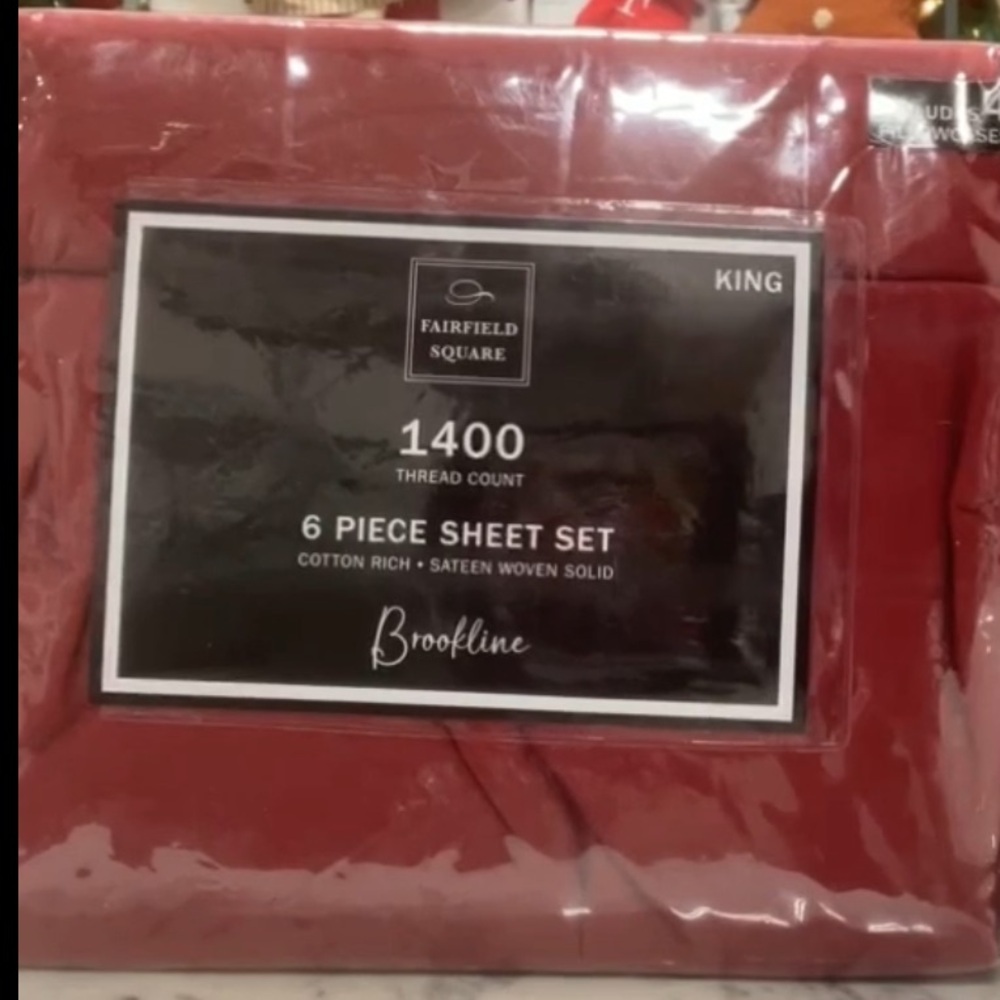 KING
FAIRFIELD
SQUARE
1400
THREAD COUNT
6 PIECE SHEET SET
COTTON RICH • SATEEN WOVEN SOLID
Brookline